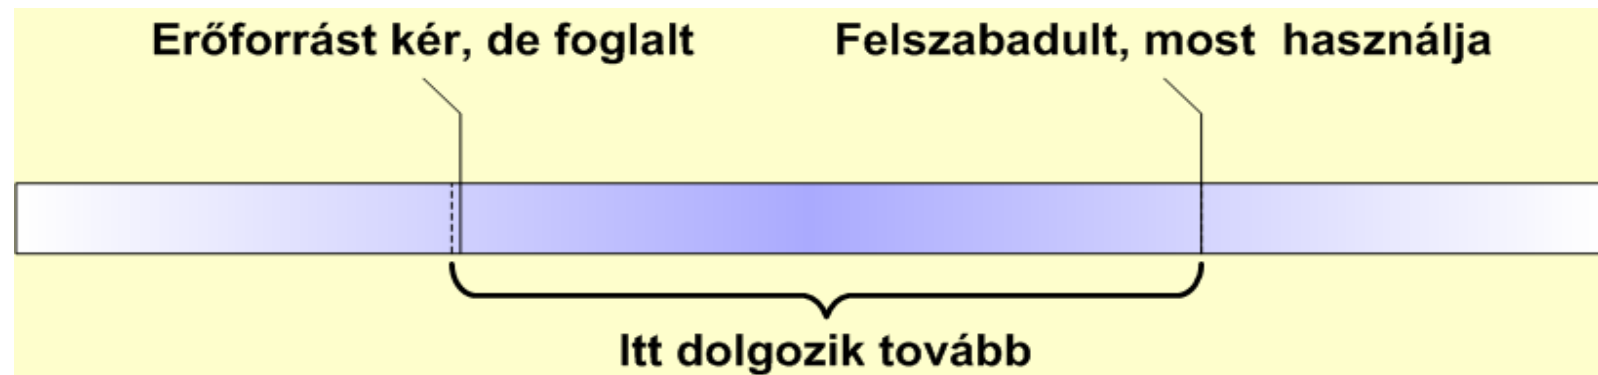 Erőforrást kér, de foglalt
Felszabadult, most használja
Itt dolgozik tovább